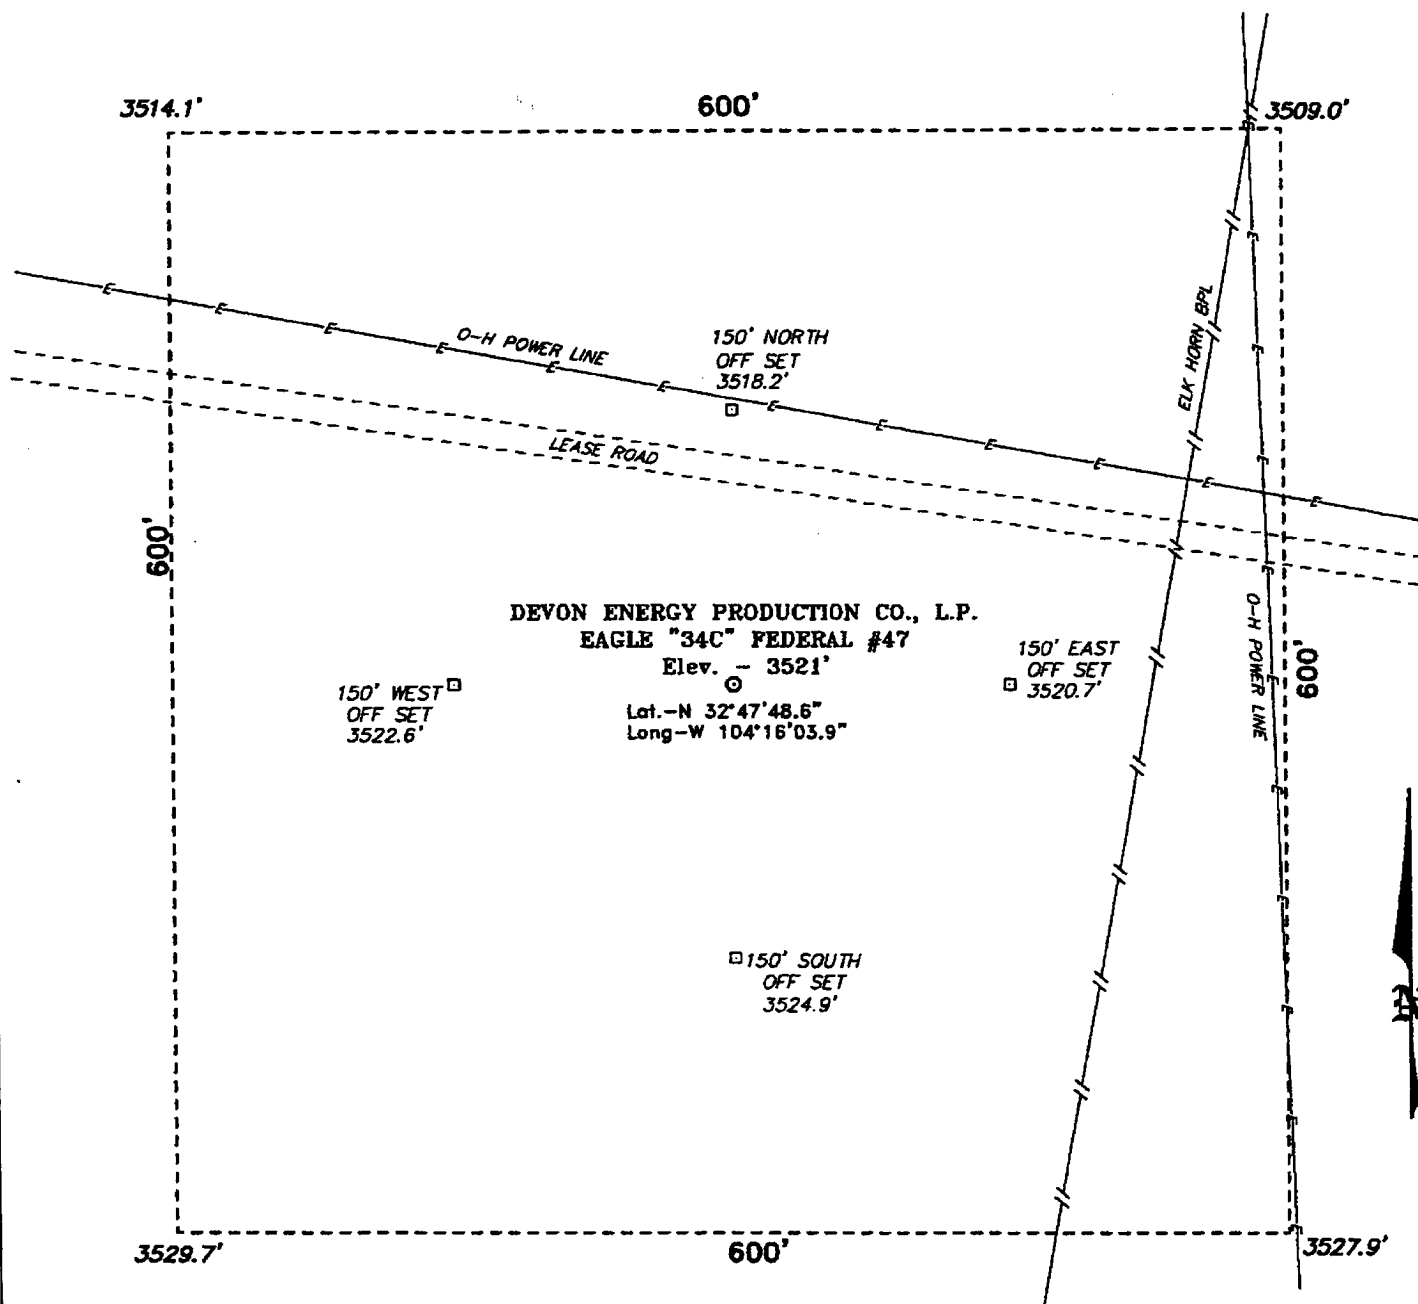 3514.1'
600'
3509.0'
O-H POWER LINE
150' NORTH
OFF SET
3518.2'
ELK HORN BPL
LEASE ROAD
600'
DEVON ENERGY PRODUCTION CO., L.P.
EAGLE "34C" FEDERAL #47
Elev. - 3521'
Lat.-N 32°47'48.6"
Long-W 104°16'03.9"
150' WEST
OFF SET
3522.6'
150' EAST
OFF SET
3520.7'
O-H POWER LINE
600'
150' SOUTH
OFF SET
3524.9'
3529.7'
600'
3527.9'